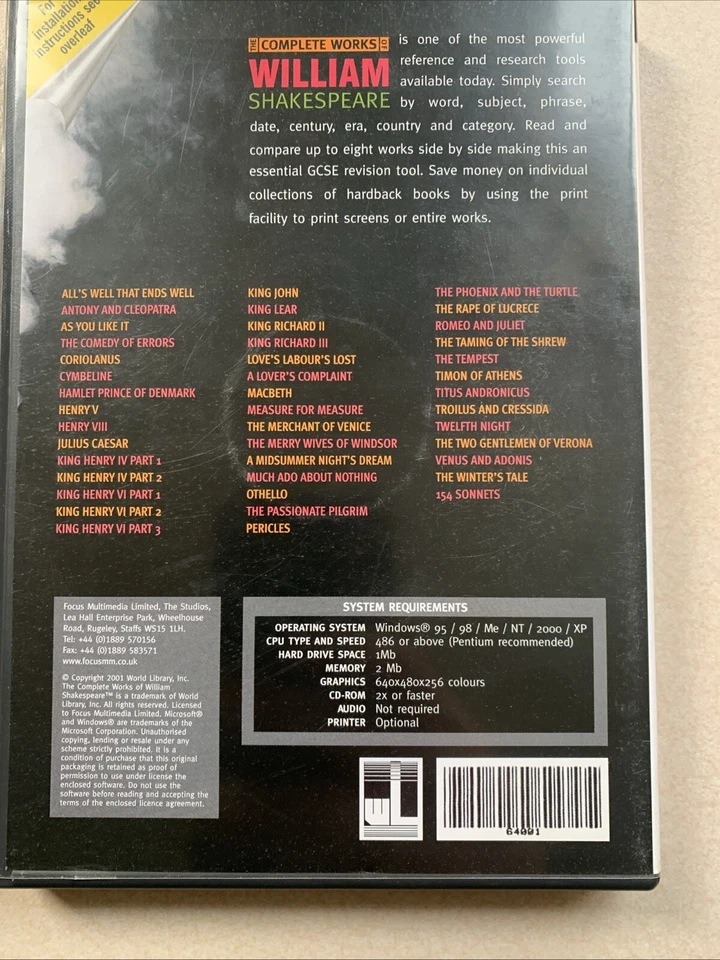 For
installation
instructions see
overleaf
THE COMPLETE WORKS OF
WILLIAM
SHAKESPEARE
is one of the most powerful
reference and research tools
available today. Simply search
by word, subject, phrase,
date, century, era, country and category. Read and
compare up to eight works side by side making this an
essential GCSE revision tool. Save money on individual
collections of hardback books by using the print
facility to print screens or entire works.
ALL'S WELL THAT ENDS WELL
ANTONY AND CLEOPATRA
AS YOU LIKE IT
THE COMEDY OF ERRORS
CORIOLANUS
CYMBELINE
HAMLET PRINCE OF DENMARK
HENRY V
HENRY VIII
JULIUS CAESAR
KING HENRY IV PART 1
KING HENRY IV PART 2
KING HENRY VI PART 1
KING HENRY VI PART 2
KING HENRY VI PART 3
KING JOHN
KING LEAR
KING RICHARD II
KING RICHARD III
LOVE'S LABOUR'S LOST
A LOVER'S COMPLAINT
MACBETH
MEASURE FOR MEASURE
THE MERCHANT OF VENICE
THE MERRY WIVES OF WINDSOR
A MIDSUMMER NIGHT'S DREAM
MUCH ADO ABOUT NOTHING
OTHELLO
THE PASSIONATE PILGRIM
PERICLES
THE PHOENIX AND THE TURTLE
THE RAPE OF LUCRECE
ROMEO AND JULIET
THE TAMING OF THE SHREW
THE TEMPEST
TIMON OF ATHENS
TITUS ANDRONICUS
TROILUS AND CRESSIDA
TWELFTH NIGHT
THE TWO GENTLEMEN OF VERONA
VENUS AND ADONIS
THE WINTER'S TALE
154 SONNETS
Focus Multimedia Limited, The Studios,
Lea Hall Enterprise Park, Wheelhouse
Road, Rugeley, Staffs WS15 1LH.
Tel: +44 (0)1889 570156
Fax: +44 (0)1889 583571
www.focusmm.co.uk
© Copyright 2001 World Library, Inc.
The Complete Works of William
Shakespeare™ is a trademark of World
Library, Inc. All rights reserved. Licensed
to Focus Multimedia Limited. Microsoft®
and Windows® are trademarks of the
Microsoft Corporation. Unauthorised
copying, lending or resale under any
scheme strictly prohibited. It is a
condition of purchase that this original
packaging is retained as proof of
permission to use under license the
enclosed software. Do not use the
software before reading and accepting the
terms of the enclosed licence agreement.
SYSTEM REQUIREMENTS
OPERATING SYSTEM Windows® 95 / 98 / Me / NT / 2000 / XP
CPU TYPE AND SPEED 486 or above (Pentium recommended)
HARD DRIVE SPACE 1Mb
MEMORY 2 Mb
GRAPHICS 640x480x256 colours
CD-ROM 2x or faster
AUDIO Not required
PRINTER Optional
64001